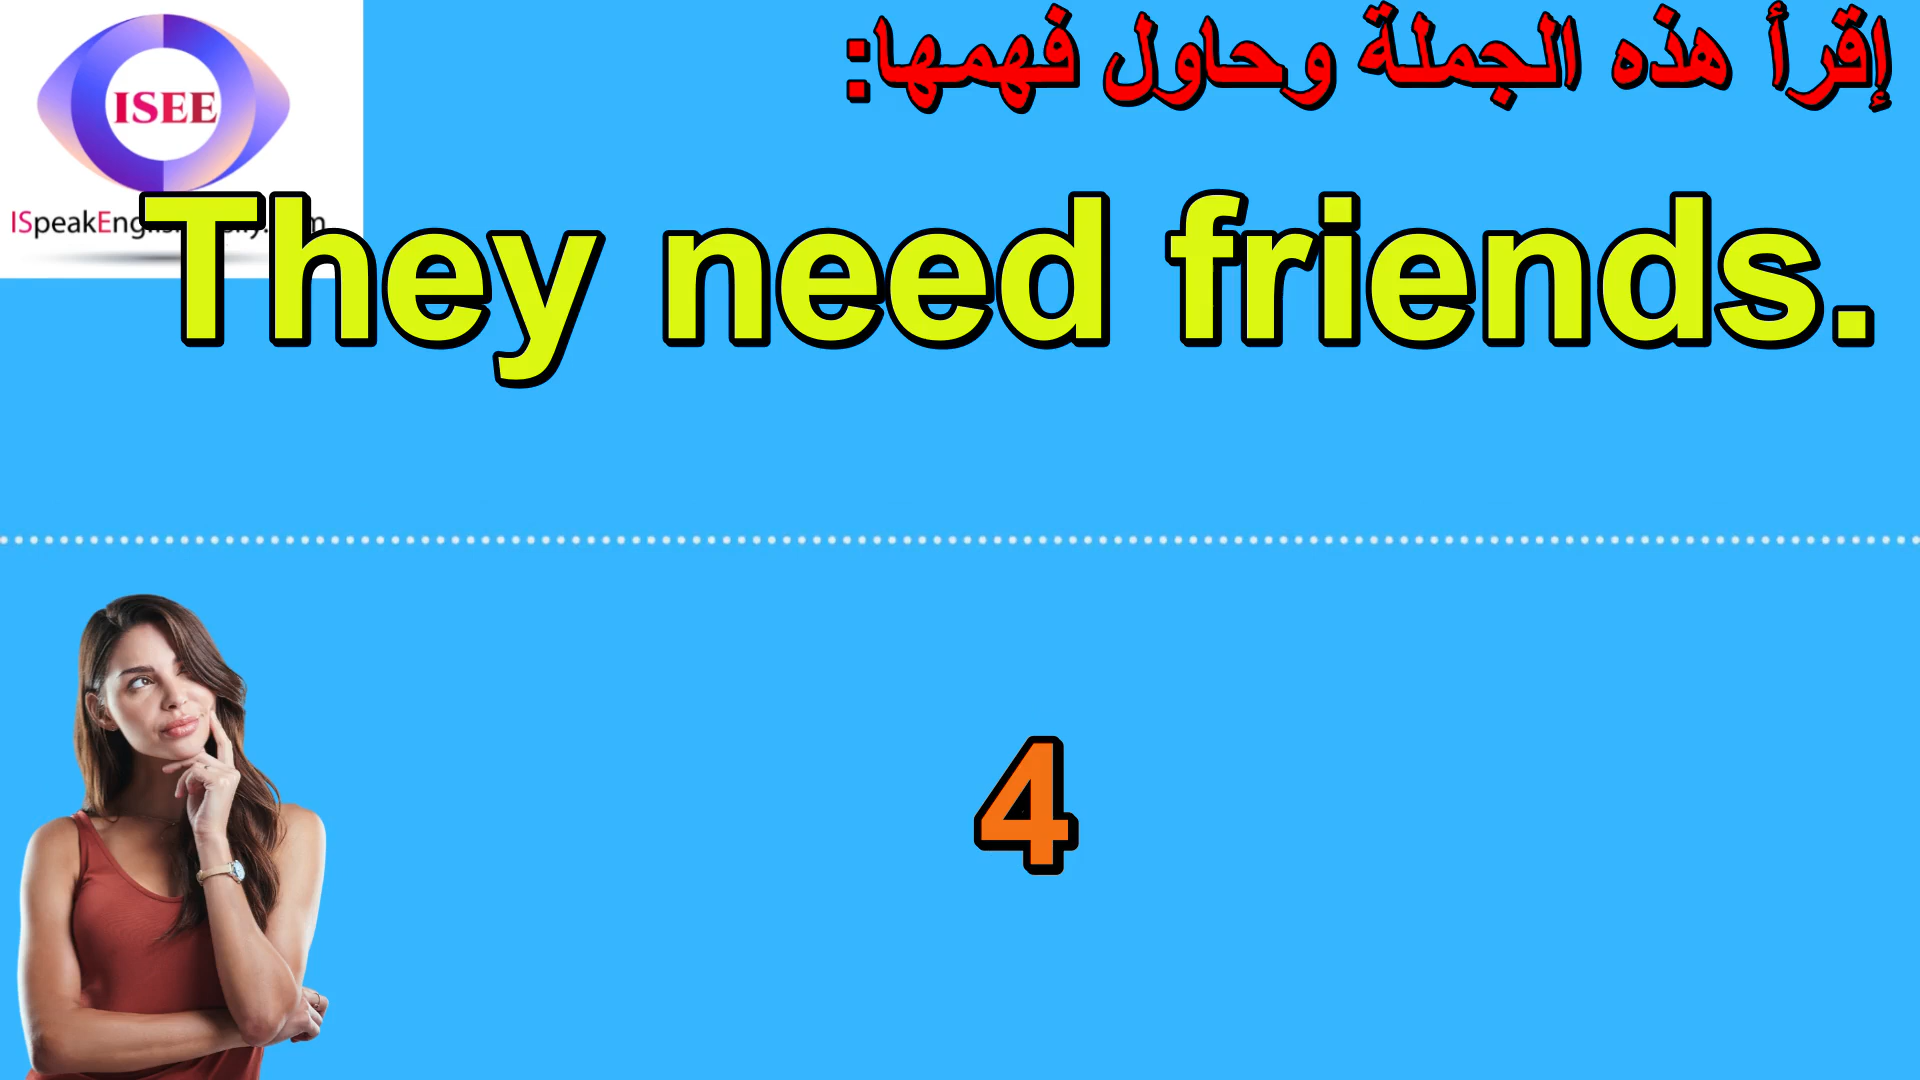 إقرأ هذه الجملة وحاول فهمها:
ISEE
They need friends.
4